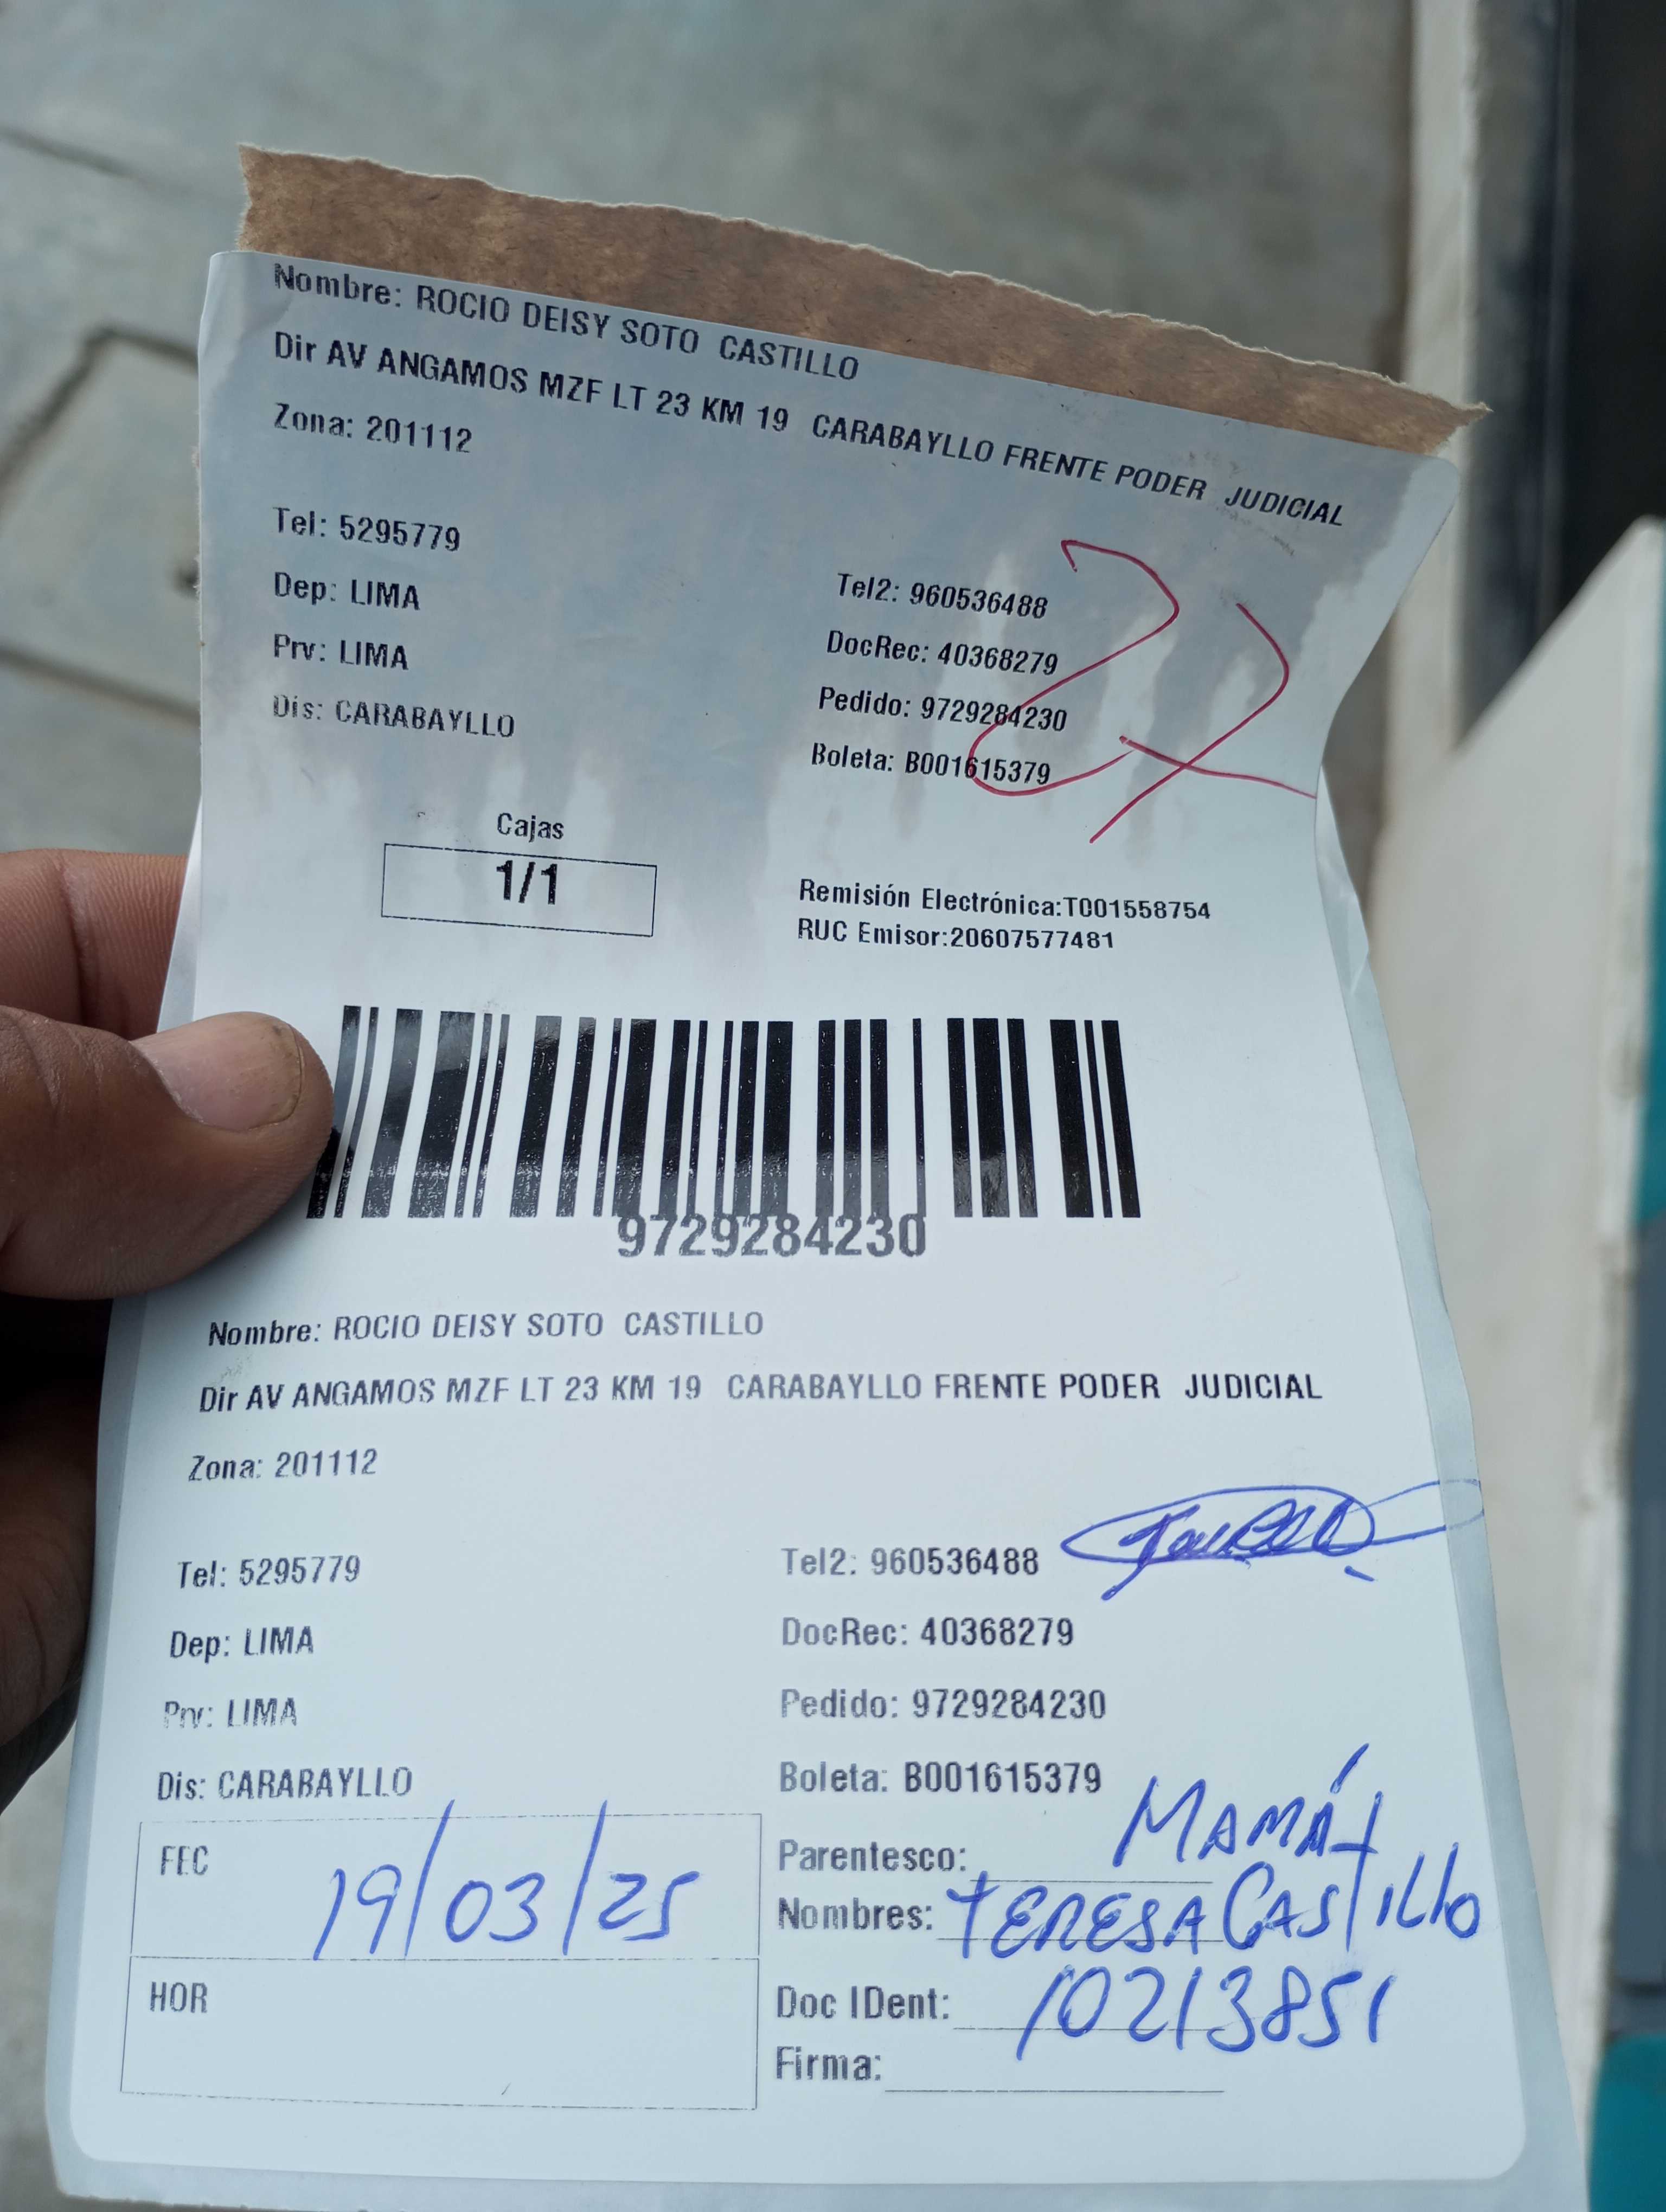 Nombre: ROCIO DEISY SOTO CASTILLO
Dir AV ANGAMOS MZF LT 23 KM 19 CARABAYLLO FRENTE PODER JUDICIAL
Zona: 201112
Tel: 5295779
Tel2: 960536488
Dep: LIMA
DocRec: 40368279
Prv: LIMA
Pedido: 9729284230
Dis: CARABAYLLO
Boleta: B001615379
27
Cajas
1/1
Remisión Electrónica:T001558754
RUC Emisor:20607577481
9729284230
Nombre: ROCIO DEISY SOTO CASTILLO
Dir AV ANGAMOS MZF LT 23 KM 19 CARABAYLLO FRENTE PODER JUDICIAL
Zona: 201112
Tel: 5295779
Tel2: 960536488
Dep: LIMA
DocRec: 40368279
Prv: LIMA
Pedido: 9729284230
Dis: CARABAYLLO
Boleta: B001615379
FEC 19/03/25
Parentesco: MAMÁ
Nombres: TERESA CASTILLO
HOR
Doc IDent: 10213851
Firma: